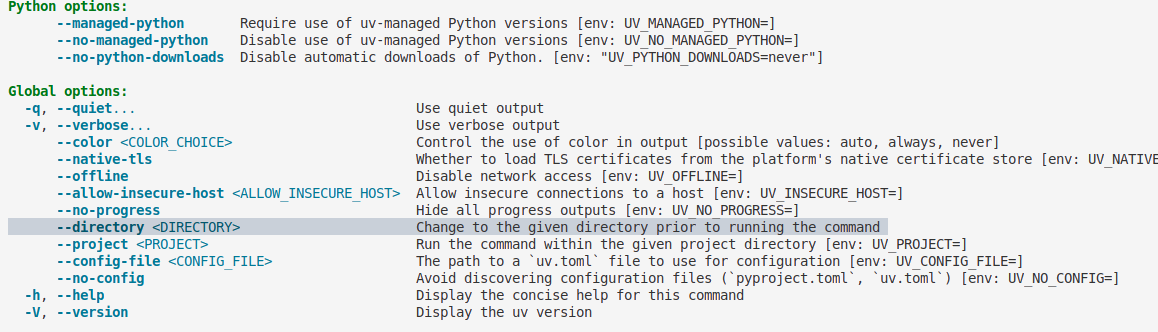 Python options:
--managed-python Require use of uv-managed Python versions [env: UV_MANAGED_PYTHON=]
--no-managed-python Disable use of uv-managed Python versions [env: UV_NO_MANAGED_PYTHON=]
--no-python-downloads Disable automatic downloads of Python. [env: "UV_PYTHON_DOWNLOADS=never"]
Global options:
-q, --quiet... Use quiet output
-v, --verbose... Use verbose output
--color <COLOR_CHOICE> Control the use of color in output [possible values: auto, always, never]
--native-tls Whether to load TLS certificates from the platform's native certificate store [env: UV_NATIVE
--offline Disable network access [env: UV_OFFLINE=]
--allow-insecure-host <ALLOW_INSECURE_HOST> Allow insecure connections to a host [env: UV_INSECURE_HOST=]
--no-progress Hide all progress outputs [env: UV_NO_PROGRESS=]
--directory <DIRECTORY> Change to the given directory prior to running the command
--project <PROJECT> Run the command within the given project directory [env: UV_PROJECT=]
--config-file <CONFIG_FILE> The path to a `uv.toml` file to use for configuration [env: UV_CONFIG_FILE=]
--no-config Avoid discovering configuration files (`pyproject.toml`, `uv.toml`) [env: UV_NO_CONFIG=]
-h, --help Display the concise help for this command
-V, --version Display the uv version